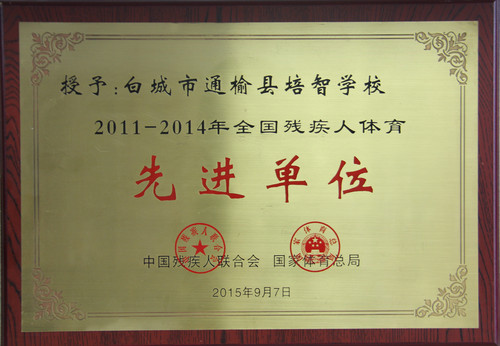 授予:白城市通榆县培智学校
2011-2014年全国残疾人体育
先进单位
中国残疾人联合会 国家体育总局
2015年9月7日